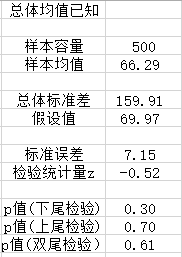 总体均值已知
样本容量 500
样本均值 66.29
总体标准差 159.91
假设值 69.97
标准误差 7.15
检验统计量z -0.52
p值(下尾检验) 0.30
p值(上尾检验) 0.70
p值(双尾检验) 0.61